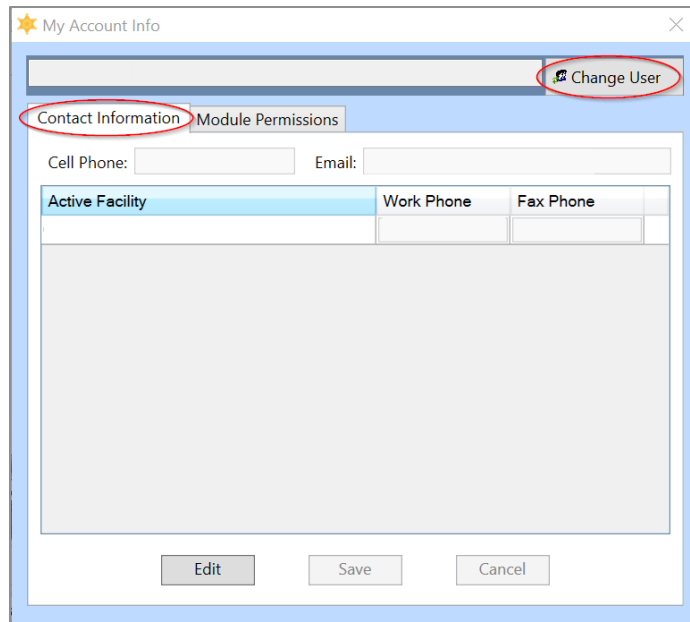 My Account Info
Change User
Contact Information Module Permissions
Cell Phone: Email:
Active Facility Work Phone Fax Phone
Edit Save Cancel